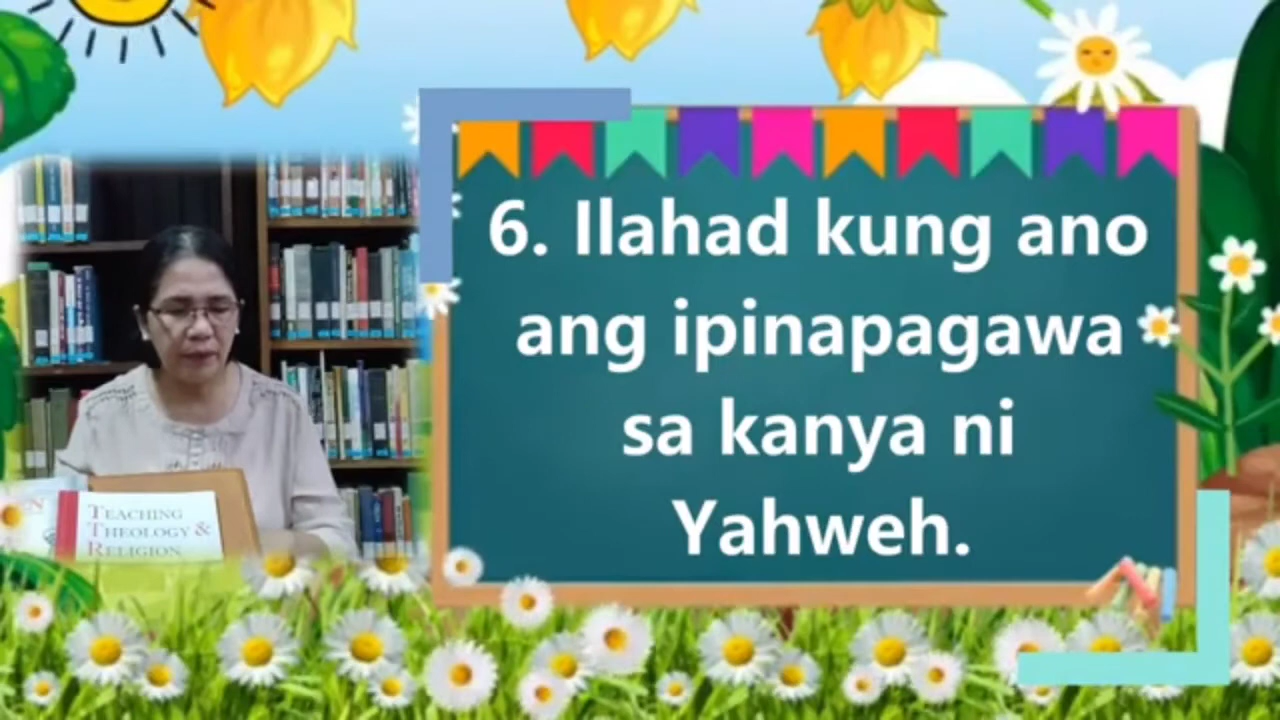 6. Ilahad kung ano
ang ipinapagawa
sa kanya ni
Yahweh.
TEACHING
THEOLOGY &
RELIGION